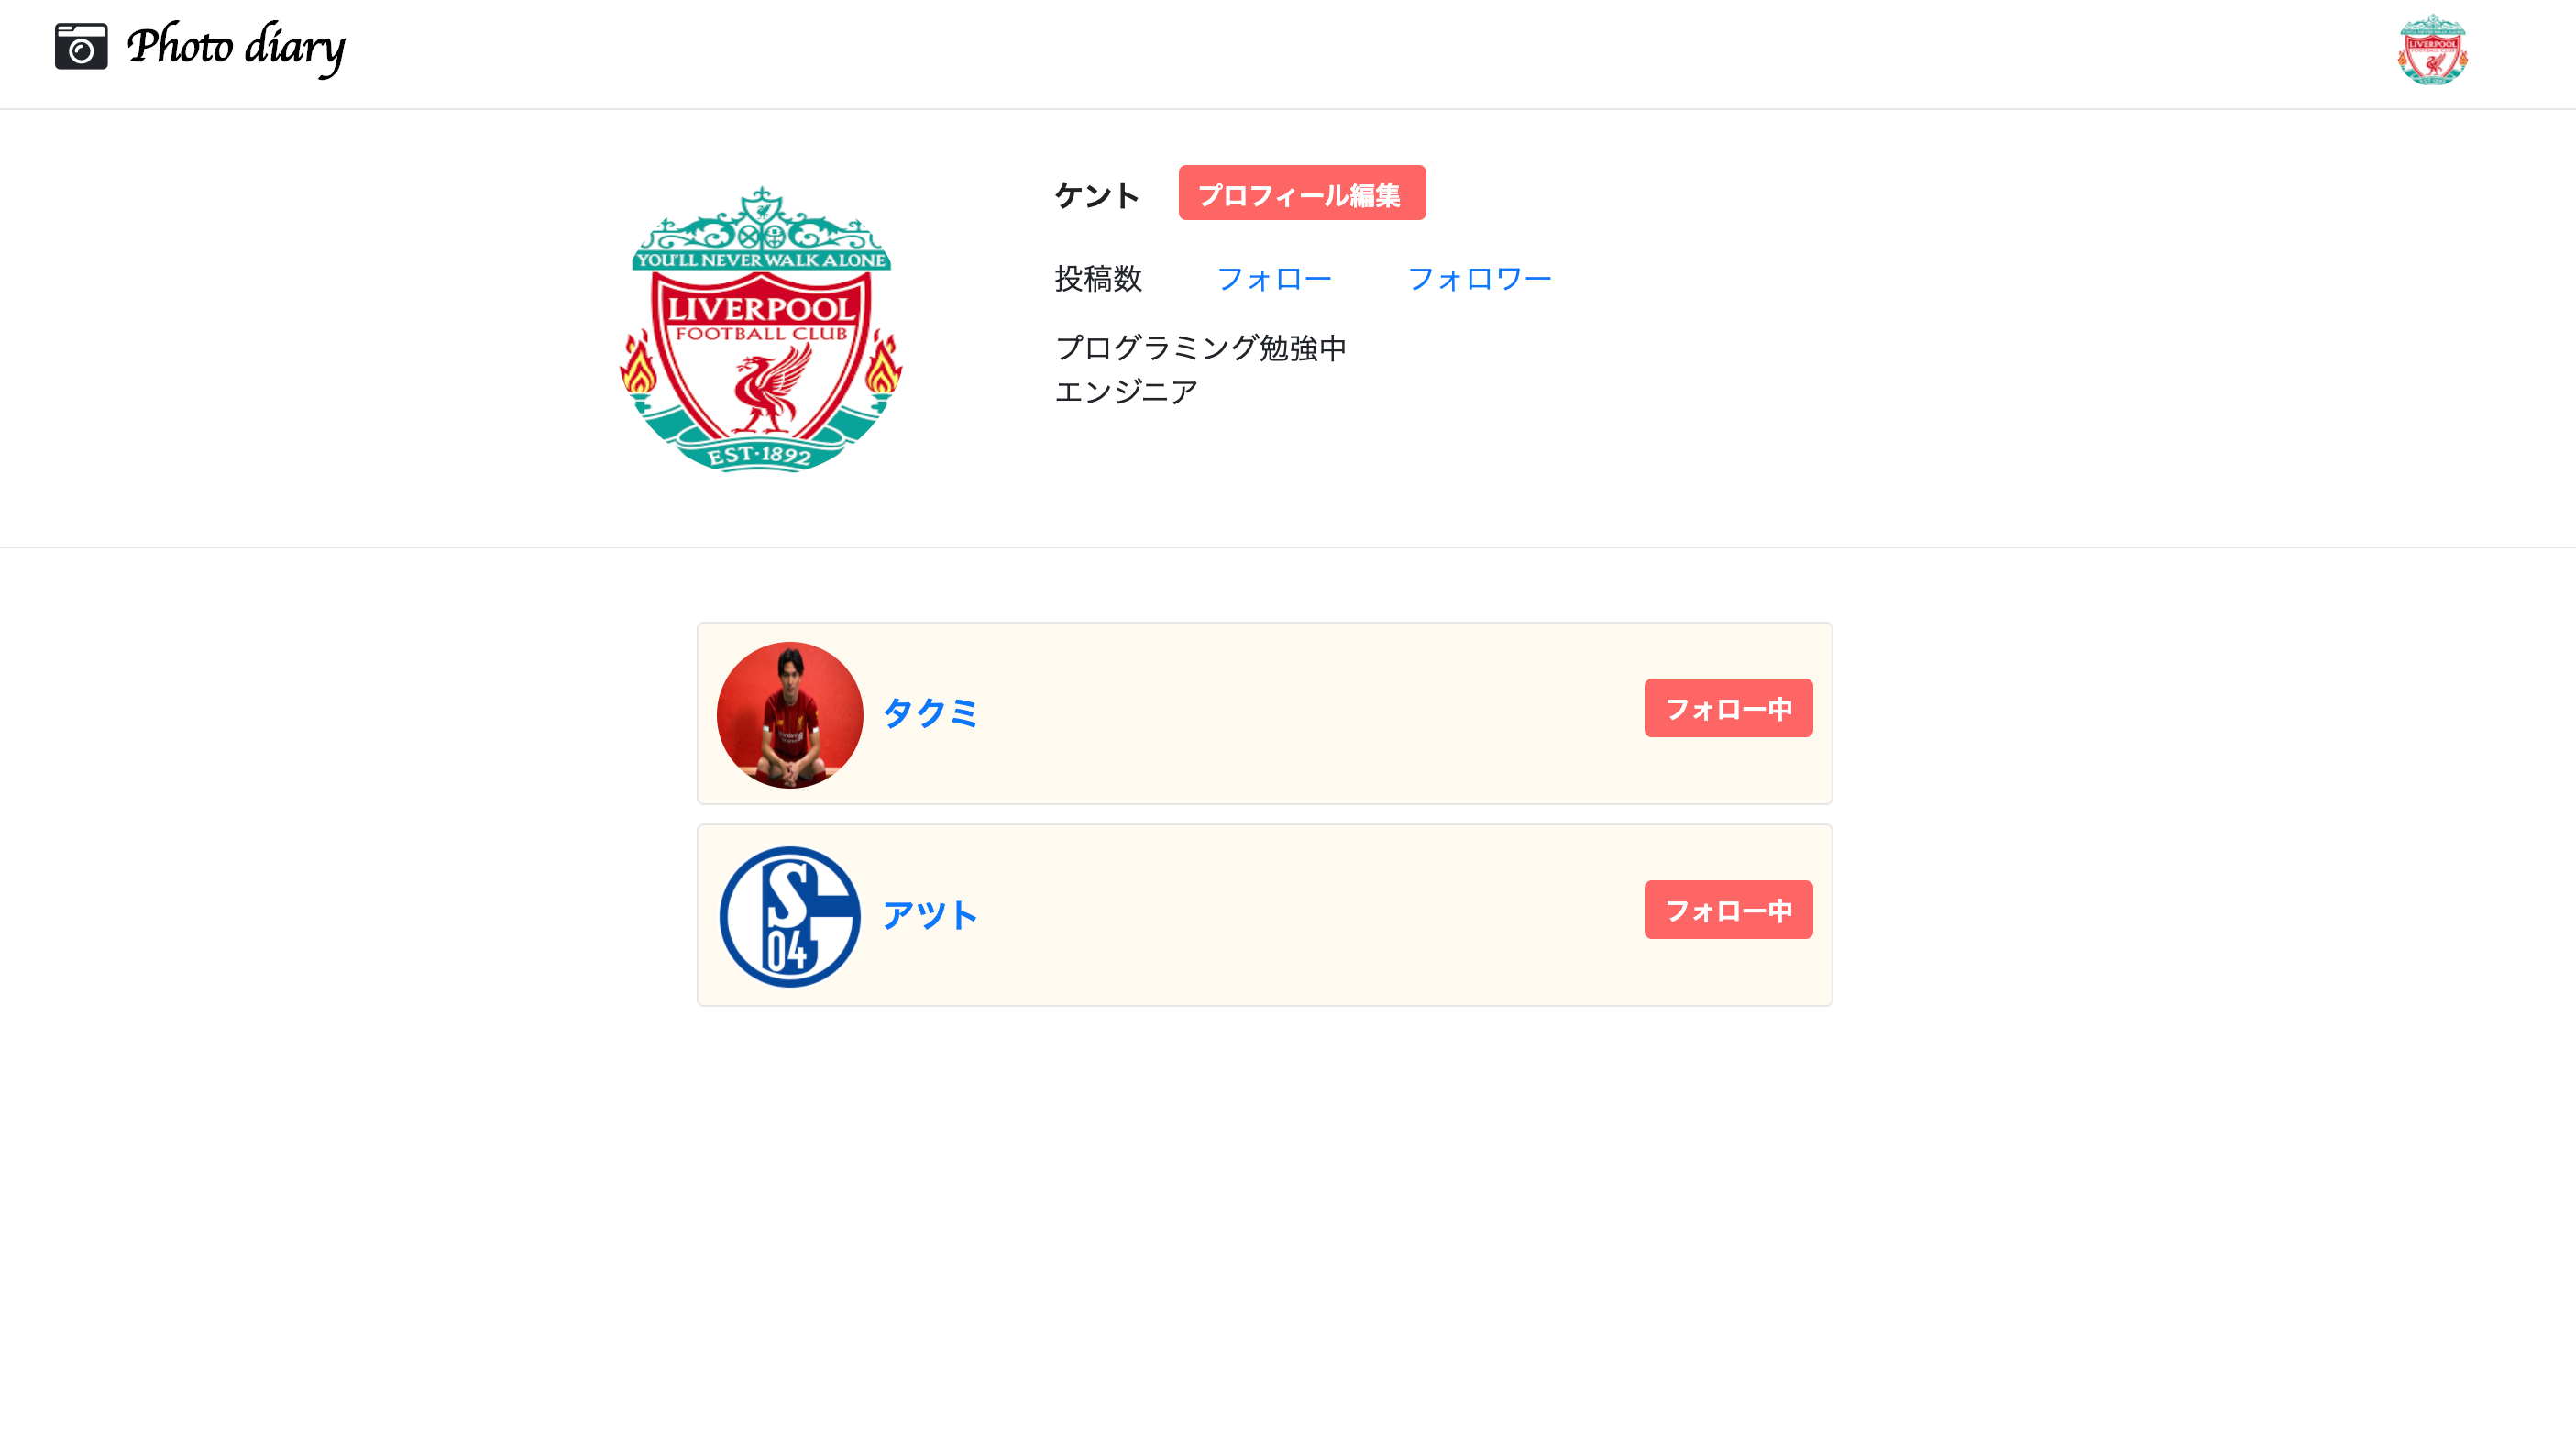 Photo diary
LIVERPOOL
ケント
プロフィール編集
YOU'LL NEVER WALK ALONE
LIVERPOOL
FOOTBALL CLUB
EST·1892
投稿数
フォロー
フォロワー
プログラミング勉強中
エンジニア
タクミ
フォロー中
S
04
アツト
フォロー中